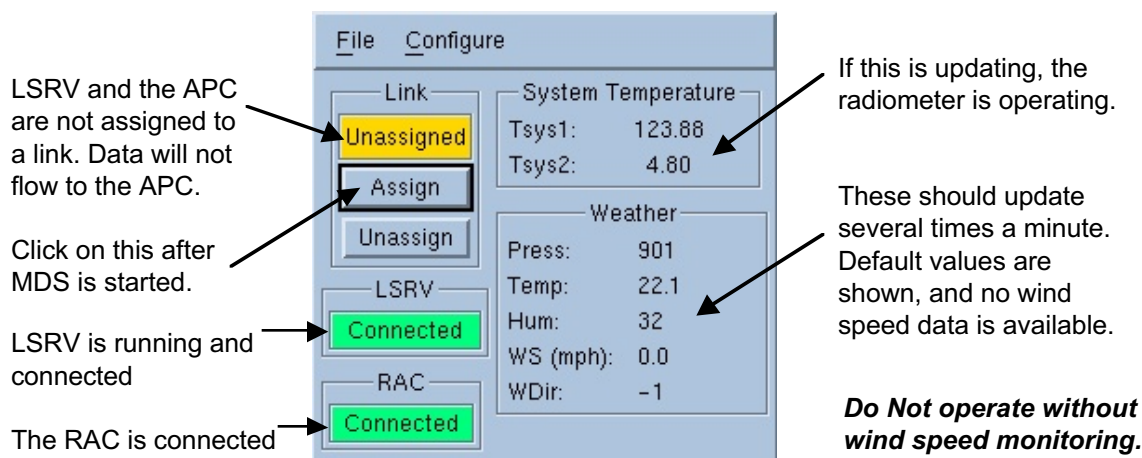 LSRV and the APC
are not assigned to
a link. Data will not
flow to the APC.
Click on this after
MDS is started.
LSRV is running and
connected
The RAC is connected
File Configure
Link
Unassigned
Assign
Unassign
LSRV
Connected
RAC
Connected
System Temperature
Tsys1: 123.88
Tsys2: 4.80
Weather
Press: 901
Temp: 22.1
Hum: 32
WS (mph): 0.0
WDir: -1
If this is updating, the
radiometer is operating.
These should update
several times a minute.
Default values are
shown, and no wind
speed data is available.
Do Not operate without
wind speed monitoring.